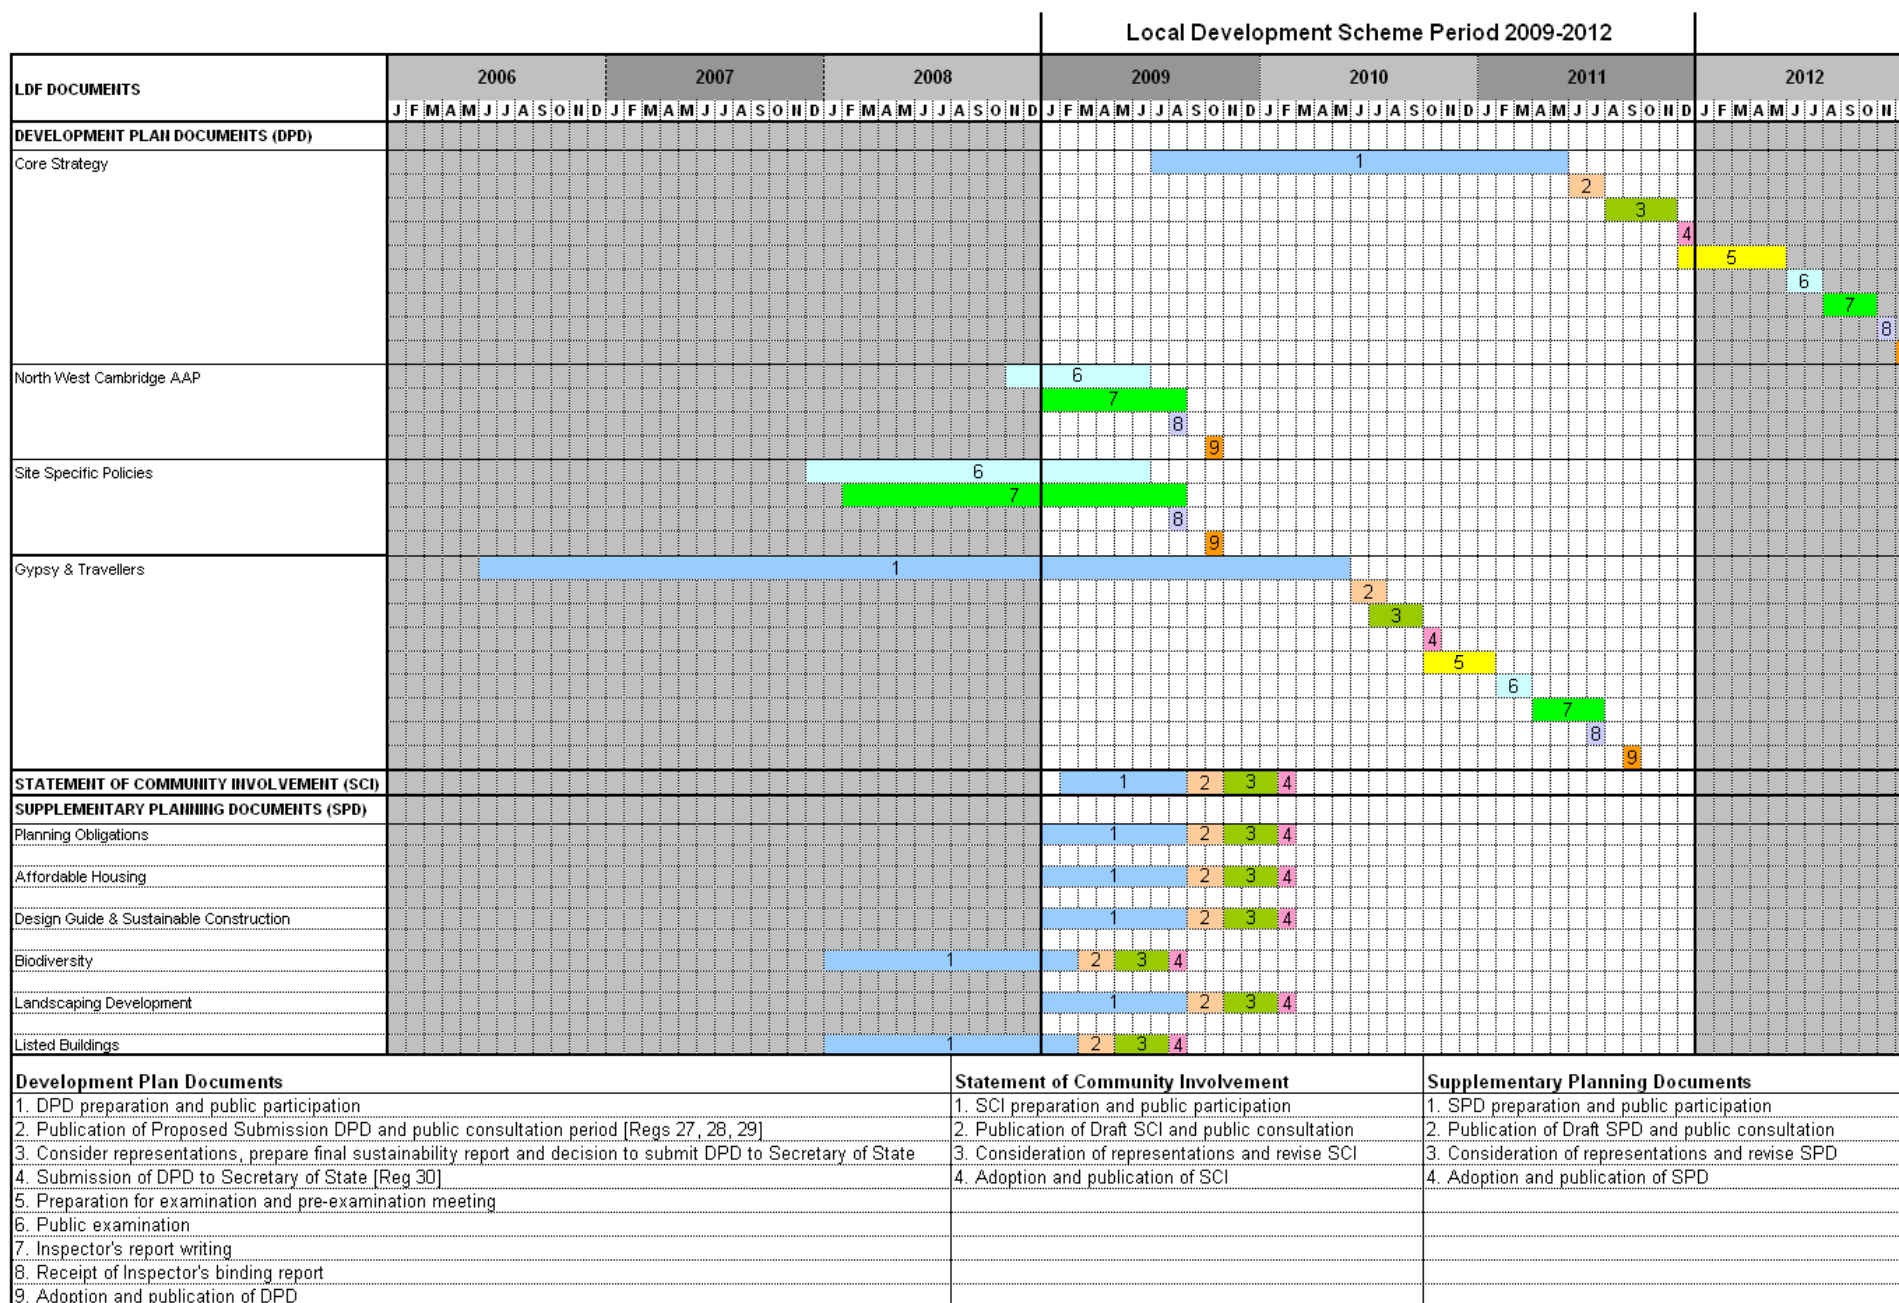 Local Development Scheme Period 2009-2012
LDF DOCUMENTS 2006 2007 2008 2009 2010 2011 2012
J F M A M J J A S O N D J F M A M J J A S O N D J F M A M J J A S O N D J F M A M J J A S O N D J F M A M J J A S O N D J F M A M J J A S O N D J F M A M J J A S O N
DEVELOPMENT PLAN DOCUMENTS (DPD)
Core Strategy 1
2
3
4
5
6
7
8
North West Cambridge AAP 6
7
8
9
Site Specific Policies 6
7
8
9
Gypsy & Travellers 1
2
3
4
5
6
7
8
9
STATEMENT OF COMMUNITY INVOLVEMENT (SCI) 1 2 3 4
SUPPLEMENTARY PLANNING DOCUMENTS (SPD)
Planning Obligations 1 2 3 4
Affordable Housing 1 2 3 4
Design Guide & Sustainable Construction 1 2 3 4
Biodiversity 1 2 3 4
Landscaping Development 1 2 3 4
Listed Buildings 1 2 3 4
Development Plan Documents
1. DPD preparation and public participation
2. Publication of Proposed Submission DPD and public consultation period [Regs 27, 28, 29]
3. Consider representations, prepare final sustainability report and decision to submit DPD to Secretary of State
4. Submission of DPD to Secretary of State [Reg 30]
5. Preparation for examination and pre-examination meeting
6. Public examination
7. Inspector's report writing
8. Receipt of Inspector's binding report
9. Adoption and publication of DPD
Statement of Community Involvement
1. SCI preparation and public participation
2. Publication of Draft SCI and public consultation
3. Consideration of representations and revise SCI
4. Adoption and publication of SCI
Supplementary Planning Documents
1. SPD preparation and public participation
2. Publication of Draft SPD and public consultation
3. Consideration of representations and revise SPD
4. Adoption and publication of SPD